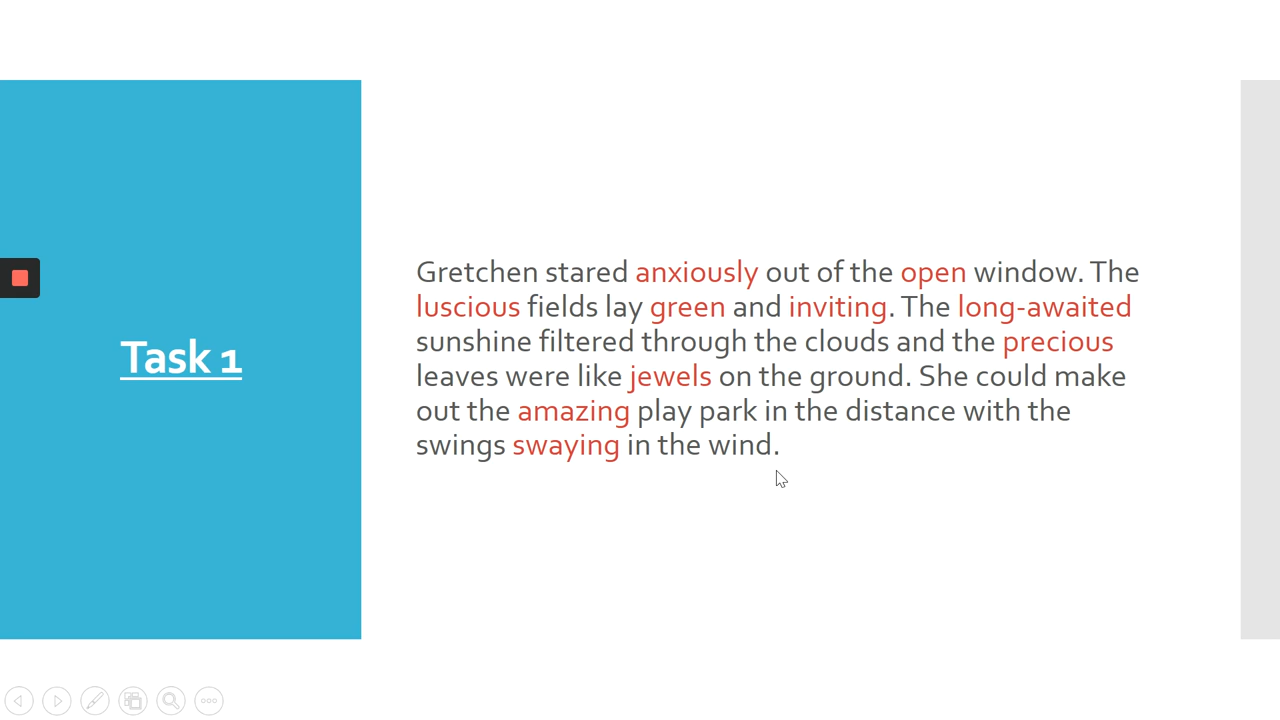 Task 1
Gretchen stared anxiously out of the open window. The
luscious fields lay green and inviting. The long-awaited
sunshine filtered through the clouds and the precious
leaves were like jewels on the ground. She could make
out the amazing play park in the distance with the
swings swaying in the wind.